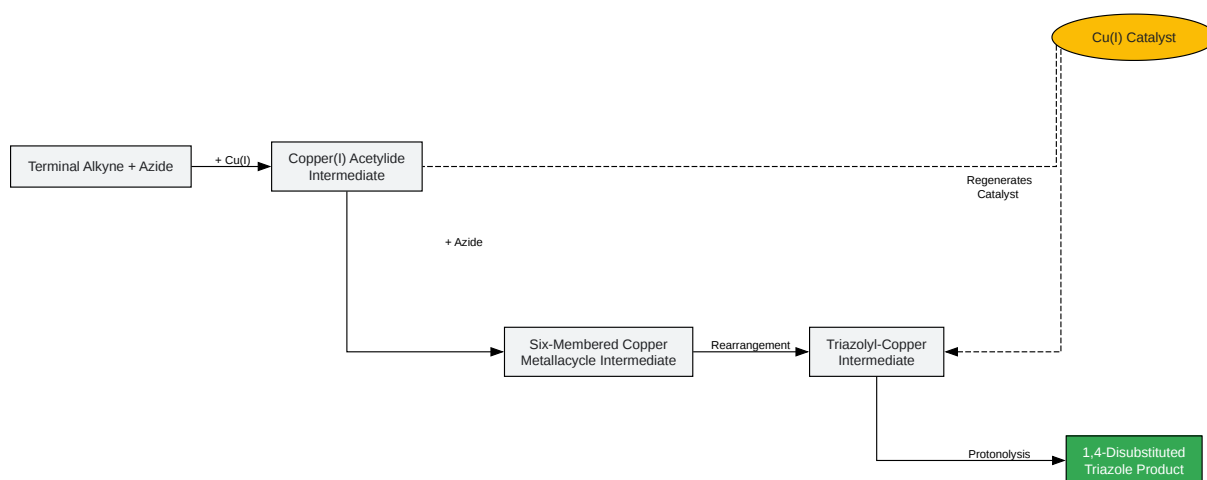 Cu(I) Catalyst
Terminal Alkyne + Azide
+ Cu(I)
Copper(I) Acetylide
Intermediate
Regenerates
Catalyst
+ Azide
Six-Membered Copper
Metallacycle Intermediate
Rearrangement
Triazolyl-Copper
Intermediate
Protonolysis
1,4-Disubstituted
Triazole Product